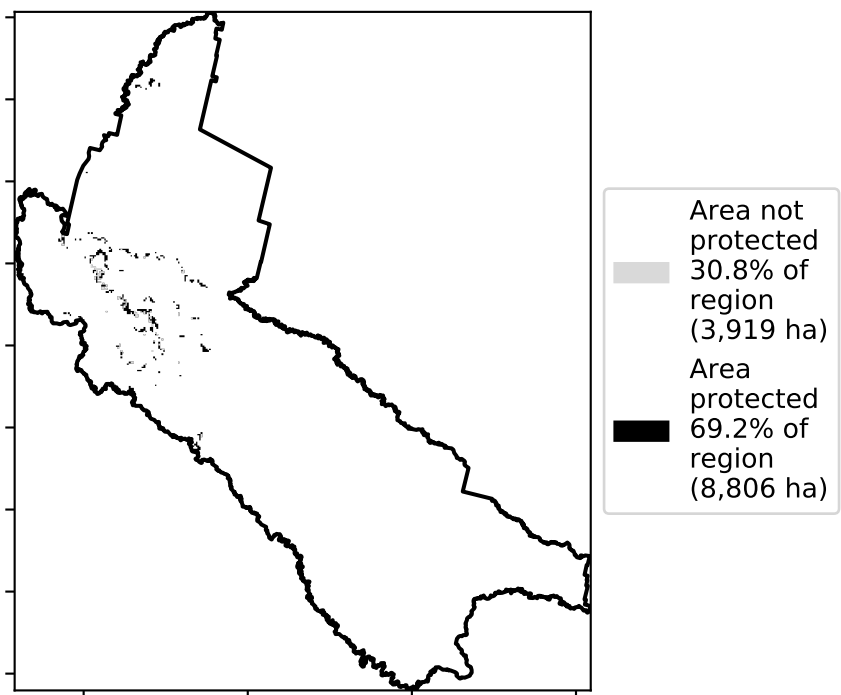 Area not
protected
30.8% of
region
(3,919 ha)
Area
protected
69.2% of
region
(8,806 ha)